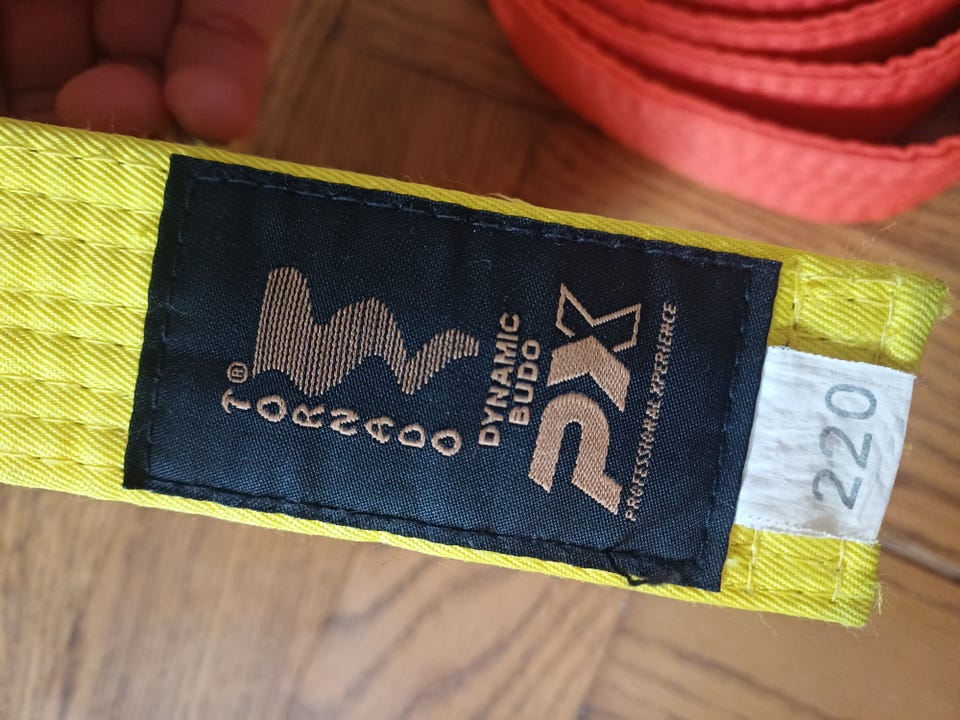 TORNADO®
DYNAMIC
BUDO
PX
PROFESSIONAL XPERIENCE
220